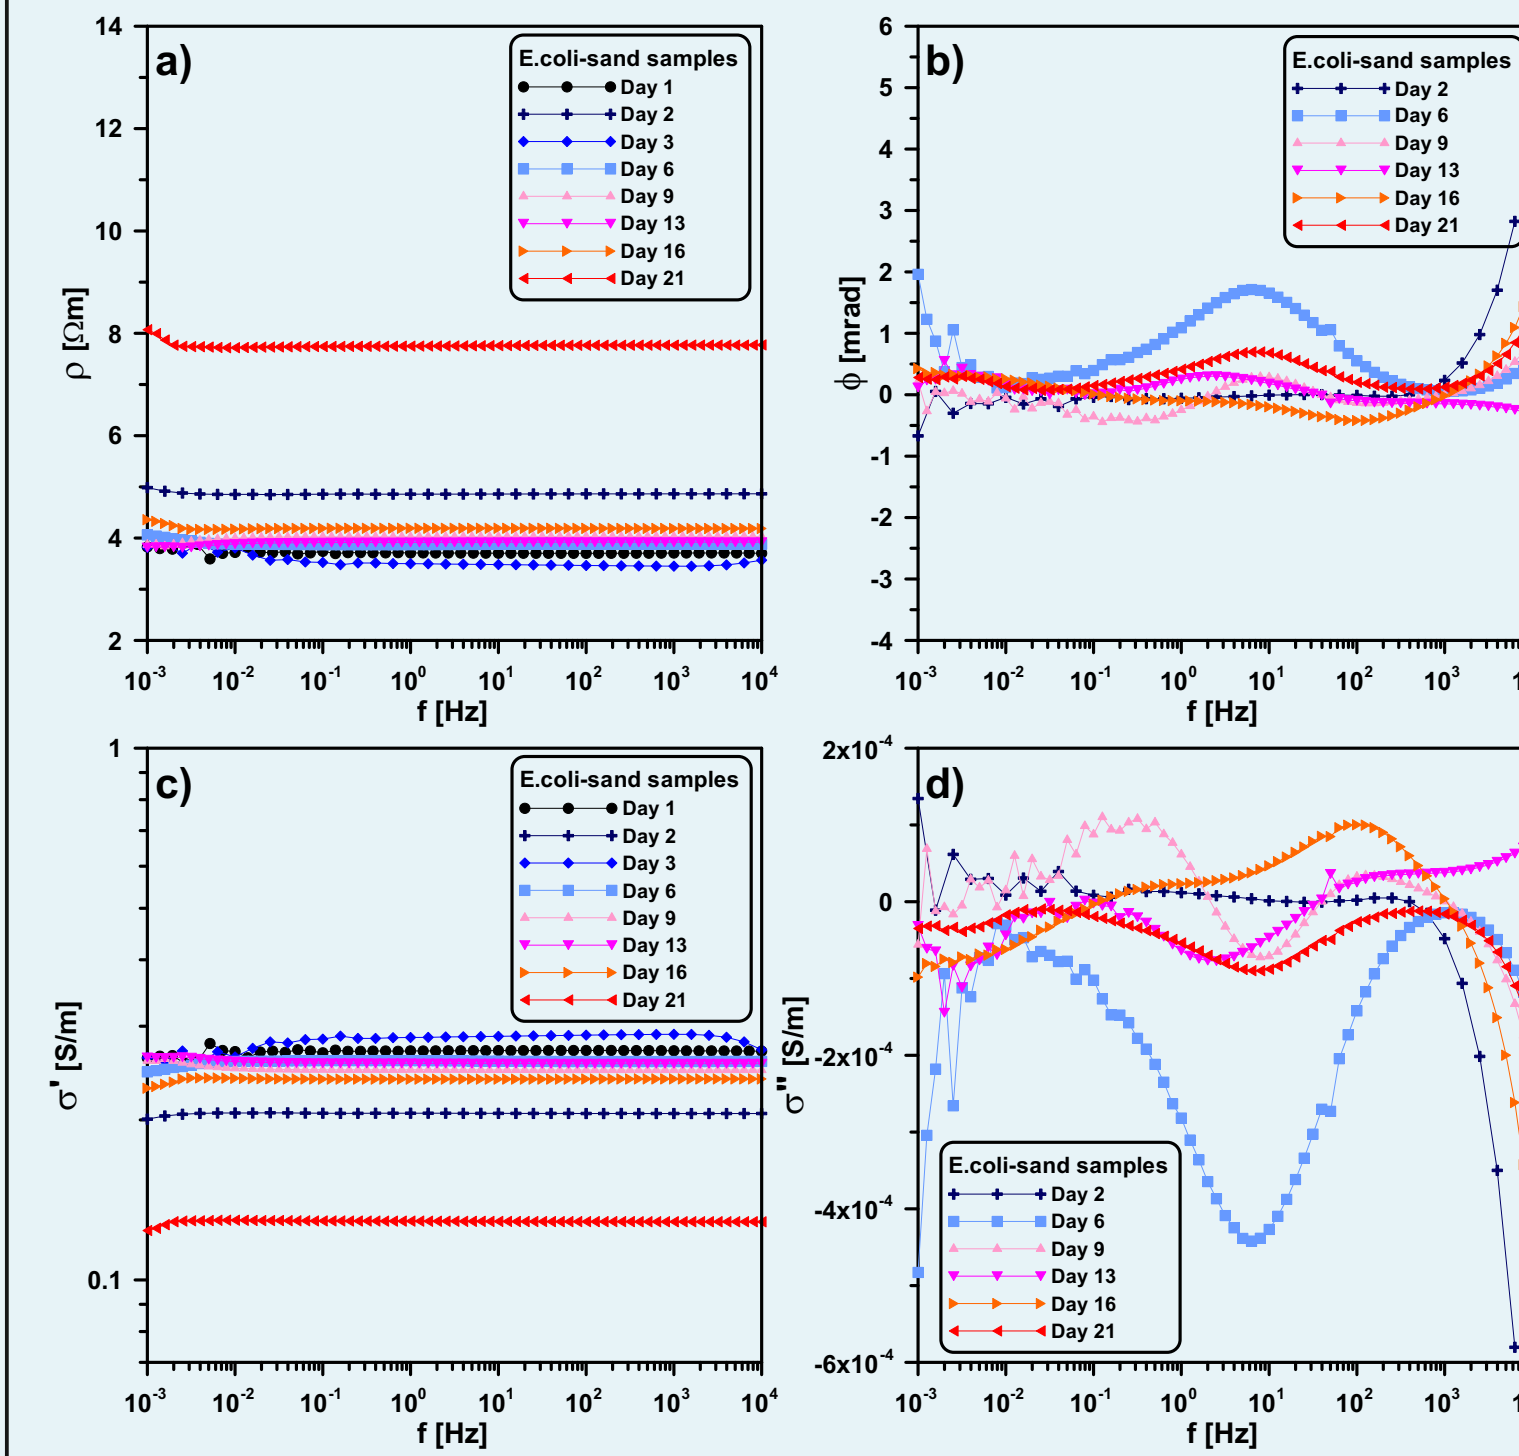 a)
E.coli-sand samples
Day 1
Day 2
Day 3
Day 6
Day 9
Day 13
Day 16
Day 21
14
12
10
8
6
4
2
ρ [Ωm]
10⁻³ 10⁻² 10⁻¹ 10⁰ 10¹ 10² 10³ 10⁴
f [Hz]
b)
E.coli-sand samples
Day 2
Day 6
Day 9
Day 13
Day 16
Day 21
6
5
4
3
2
1
0
-1
-2
-3
-4
ϕ [mrad]
10⁻³ 10⁻² 10⁻¹ 10⁰ 10¹ 10² 10³ 1
f [Hz]
c)
E.coli-sand samples
Day 1
Day 2
Day 3
Day 6
Day 9
Day 13
Day 16
Day 21
1
0.1
σ' [S/m]
10⁻³ 10⁻² 10⁻¹ 10⁰ 10¹ 10² 10³ 10⁴
f [Hz]
d)
2x10⁻⁴
0
-2x10⁻⁴
-4x10⁻⁴
-6x10⁻⁴
σ" [S/m]
E.coli-sand samples
Day 2
Day 6
Day 9
Day 13
Day 16
Day 21
10⁻³ 10⁻² 10⁻¹ 10⁰ 10¹ 10² 10³ 1
f [Hz]